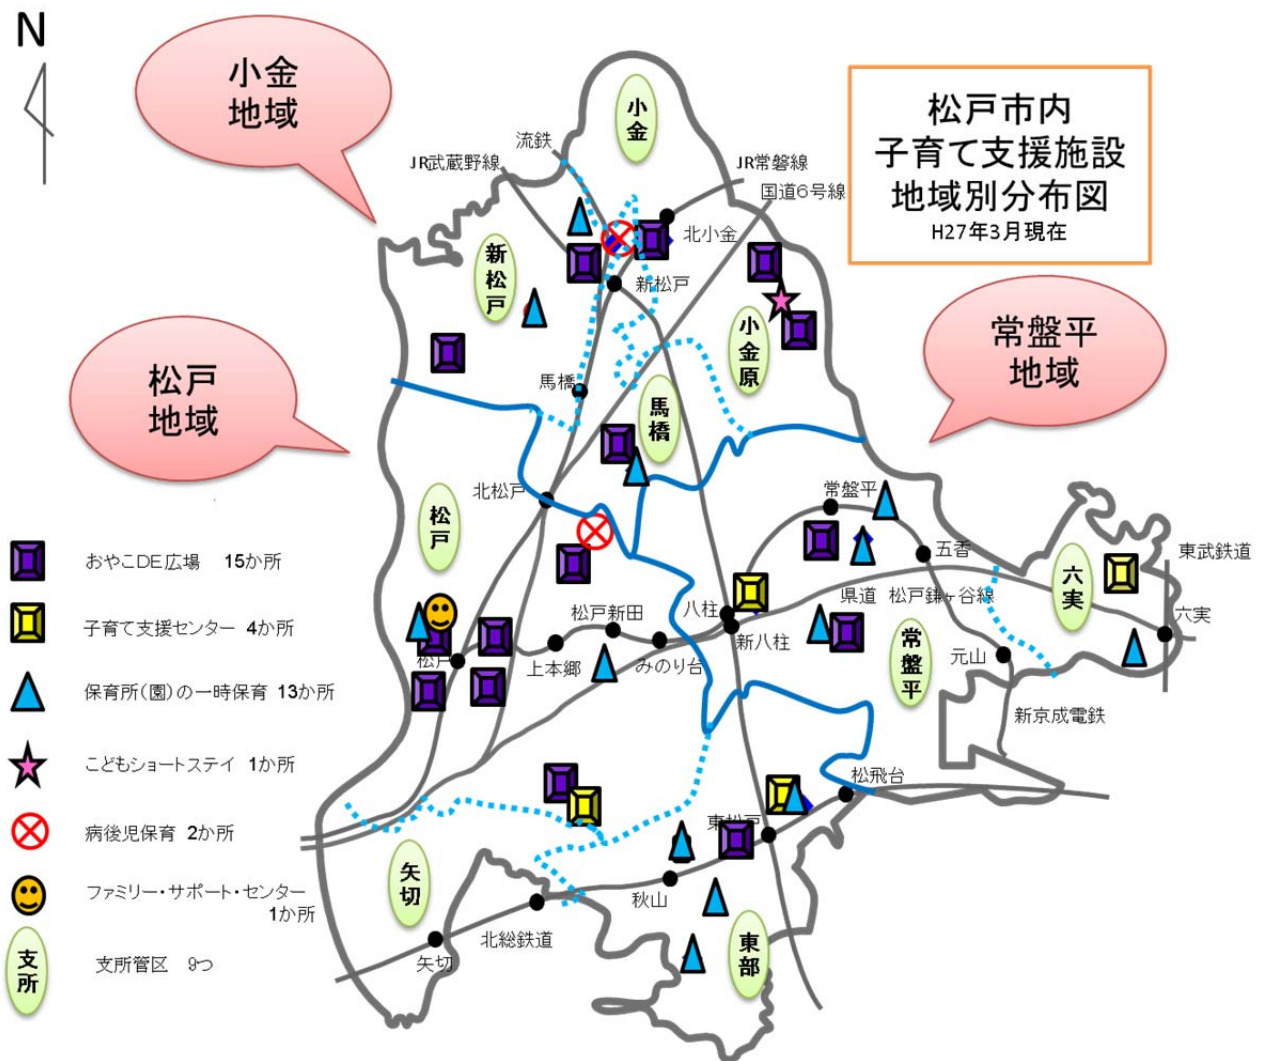 N
小金
地域
松戸市内
子育て支援施設
地域別分布図
H27年3月現在
小金
流鉄
JR武蔵野線
JR常磐線
国道6号線
北小金
新松戸
新松戸
小金原
常盤平
地域
松戸
地域
馬橋
馬橋
北松戸
松戸
常盤平
五香
六実
東武鉄道
六実
県道 松戸鎌ヶ谷線
八柱
新八柱
常盤平
元山
新京成電鉄
松戸新田
みのり台
上本郷
松戸
松飛台
東松戸
秋山
北総鉄道
矢切
矢切
東部
おやこDE広場 15か所
子育て支援センター 4か所
保育所(園)の一時保育 13か所
こどもショートステイ 1か所
病後児保育 2か所
ファミリー・サポート・センター
1か所
支所
支所管区 9つ